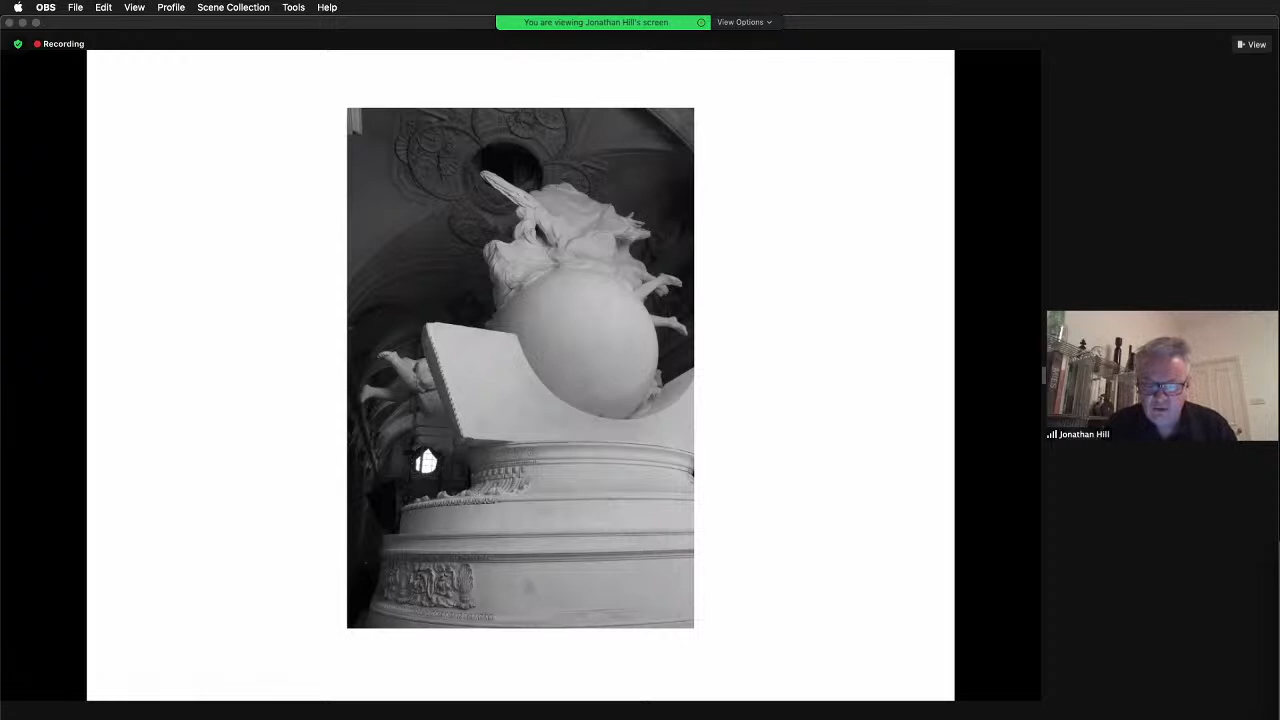 OBS File Edit View Profile Scene Collection Tools Help
You are viewing Jonathan Hill's screen View Options
Recording
View
Jonathan Hill